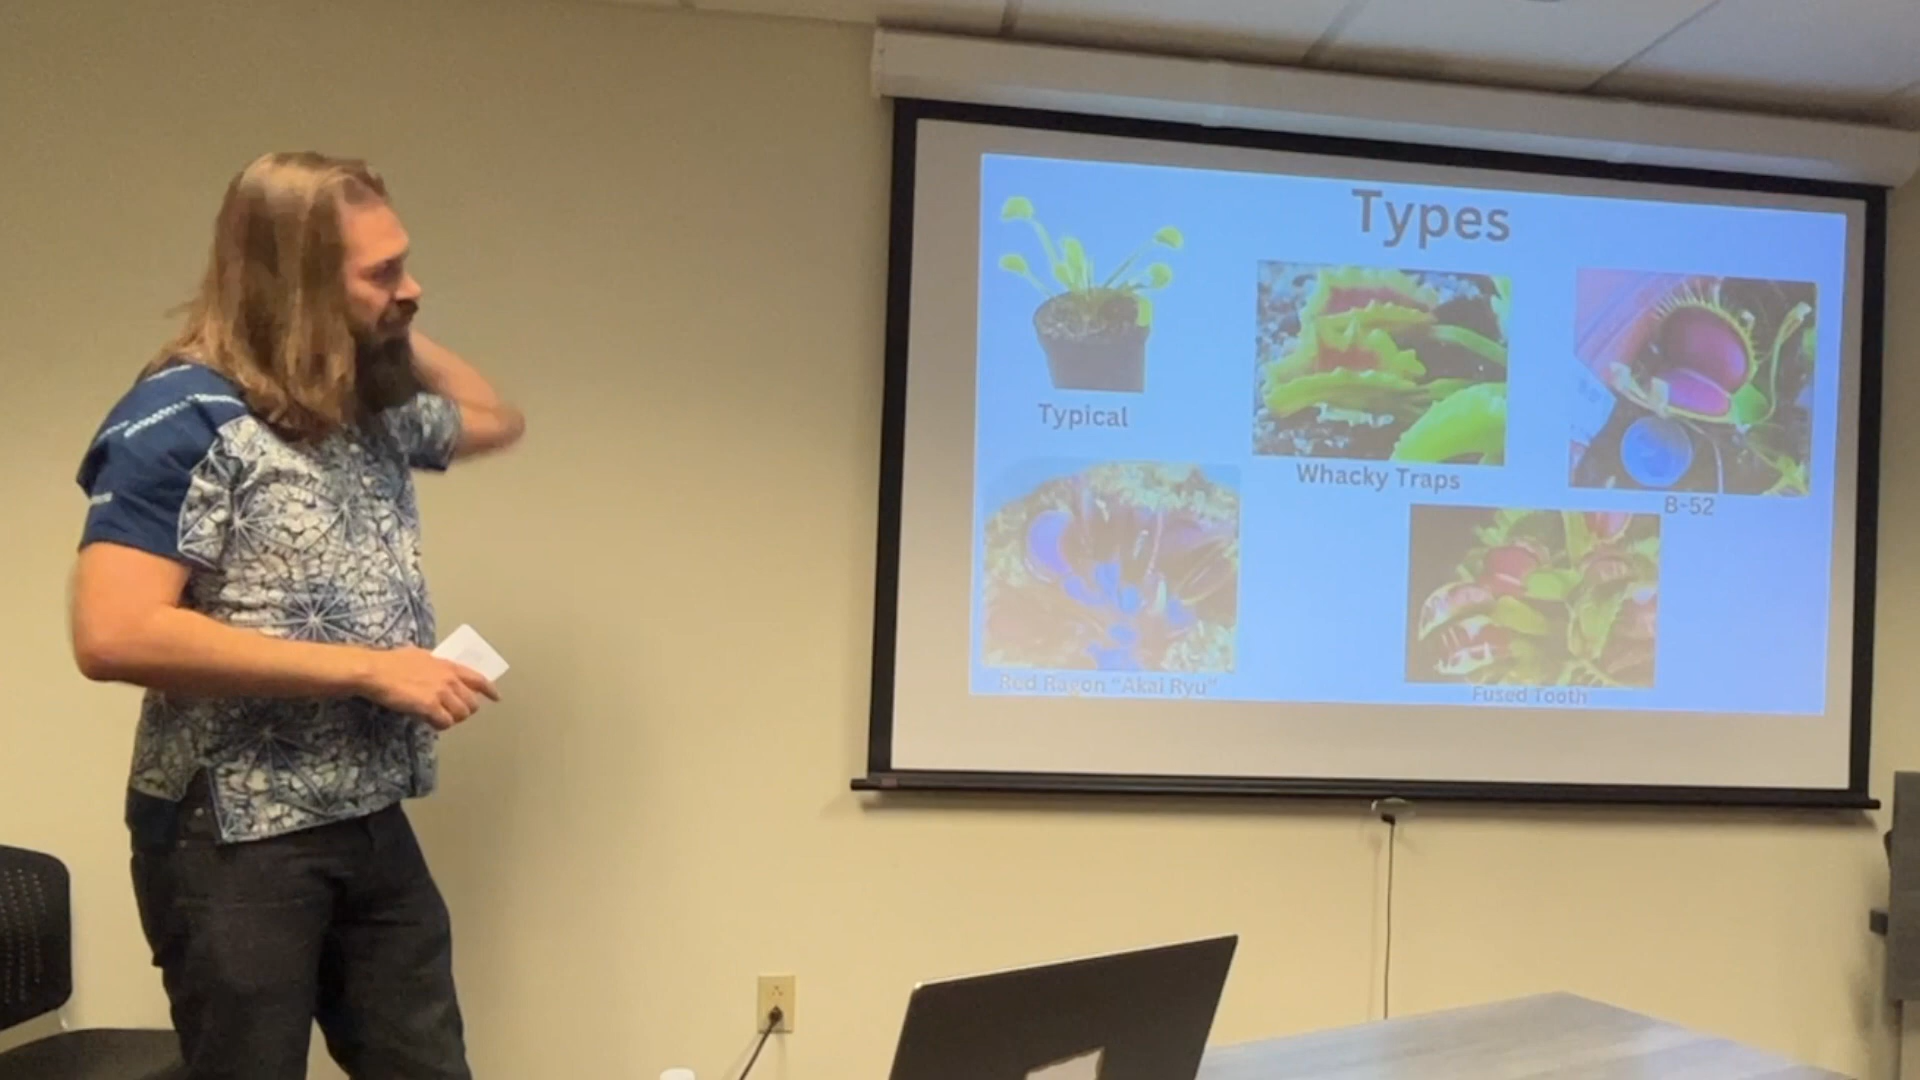 Types
Typical
Whacky Traps
B-52
Red Ragon "Akai Ryu"
Fused Tooth